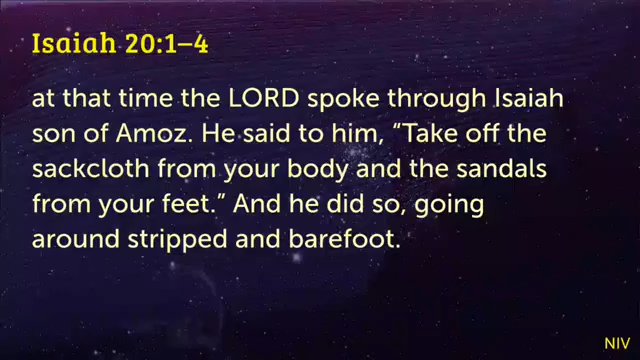 Isaiah 20:1–4
at that time the LORD spoke through Isaiah
son of Amoz. He said to him, “Take off the
sackcloth from your body and the sandals
from your feet.” And he did so, going
around stripped and barefoot.
NIV